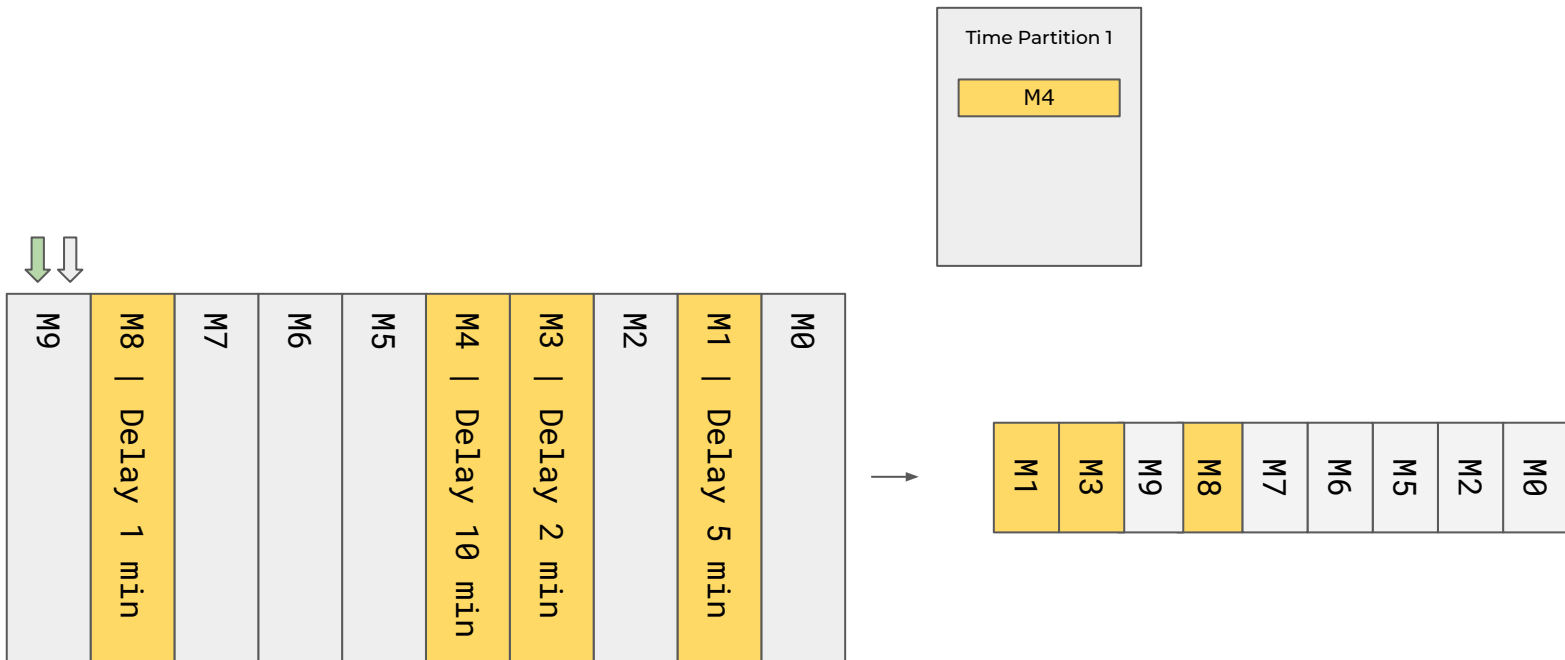 Time Partition 1
M4
M9
M8 | Delay 1 min
M7
M6
M5
M4 | Delay 10 min
M3 | Delay 2 min
M2
M1 | Delay 5 min
M0
M1
M3
M9
M8
M7
M6
M5
M2
M0